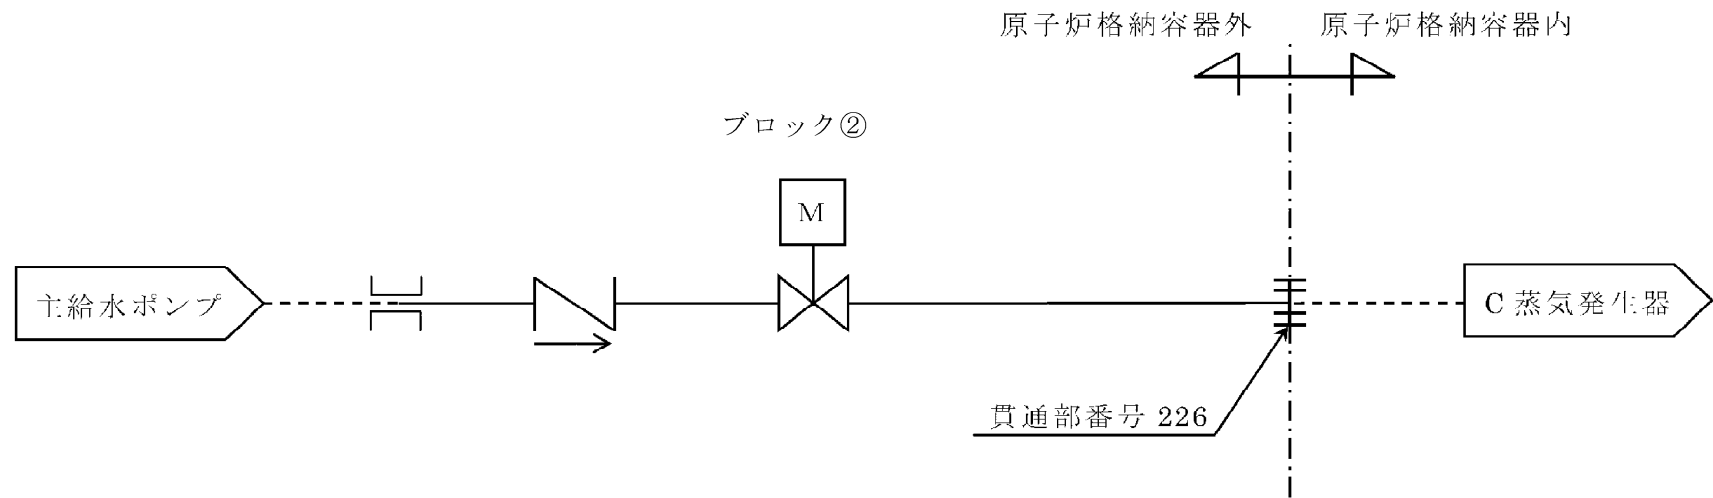 原子炉格納容器外
原子炉格納容器内
ブロック②
M
主給水ポンプ
C蒸気発生器
貫通部番号 226